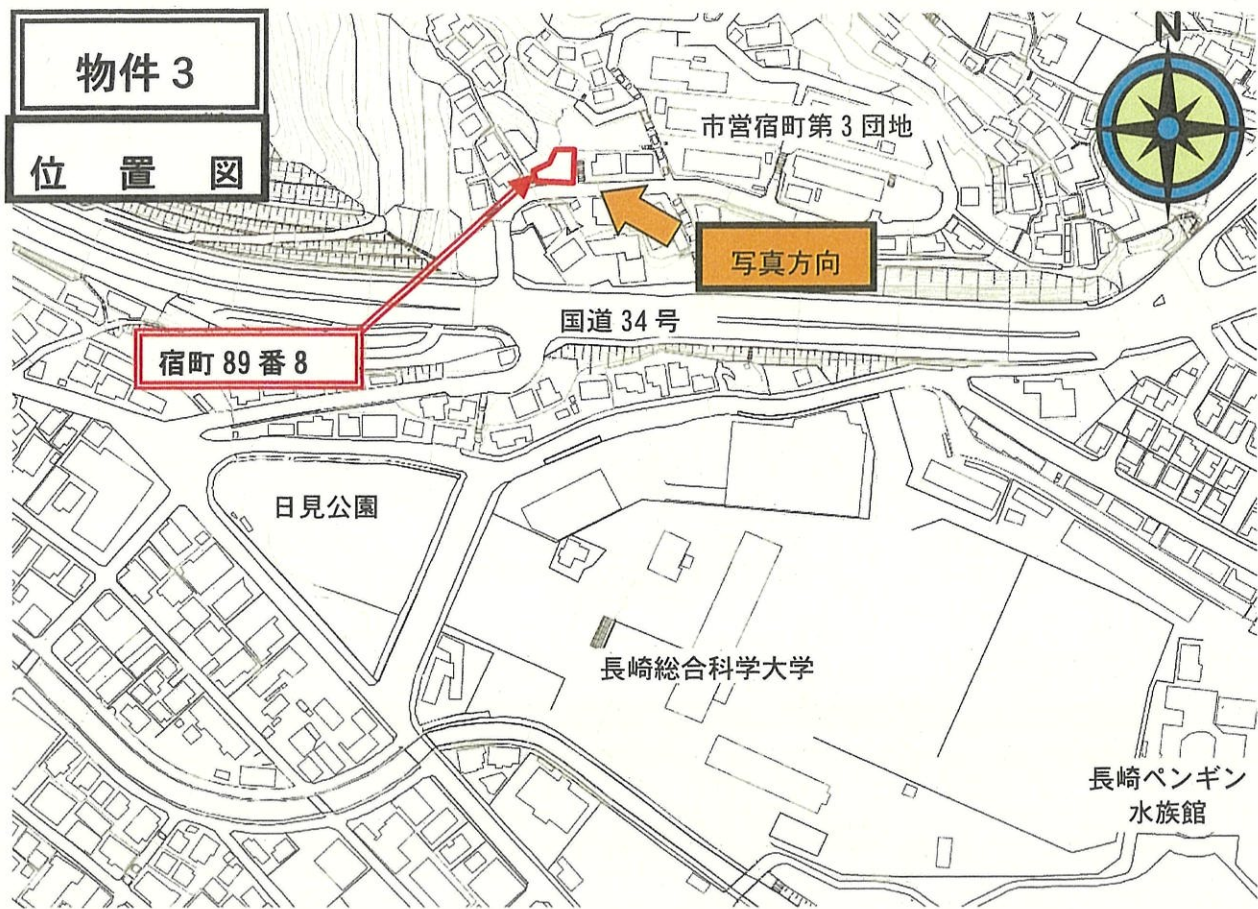 物件3
位置図
N
市営宿町第3団地
写真方向
国道34号
宿町89番8
日見公園
長崎総合科学大学
長崎ペンギン
水族館